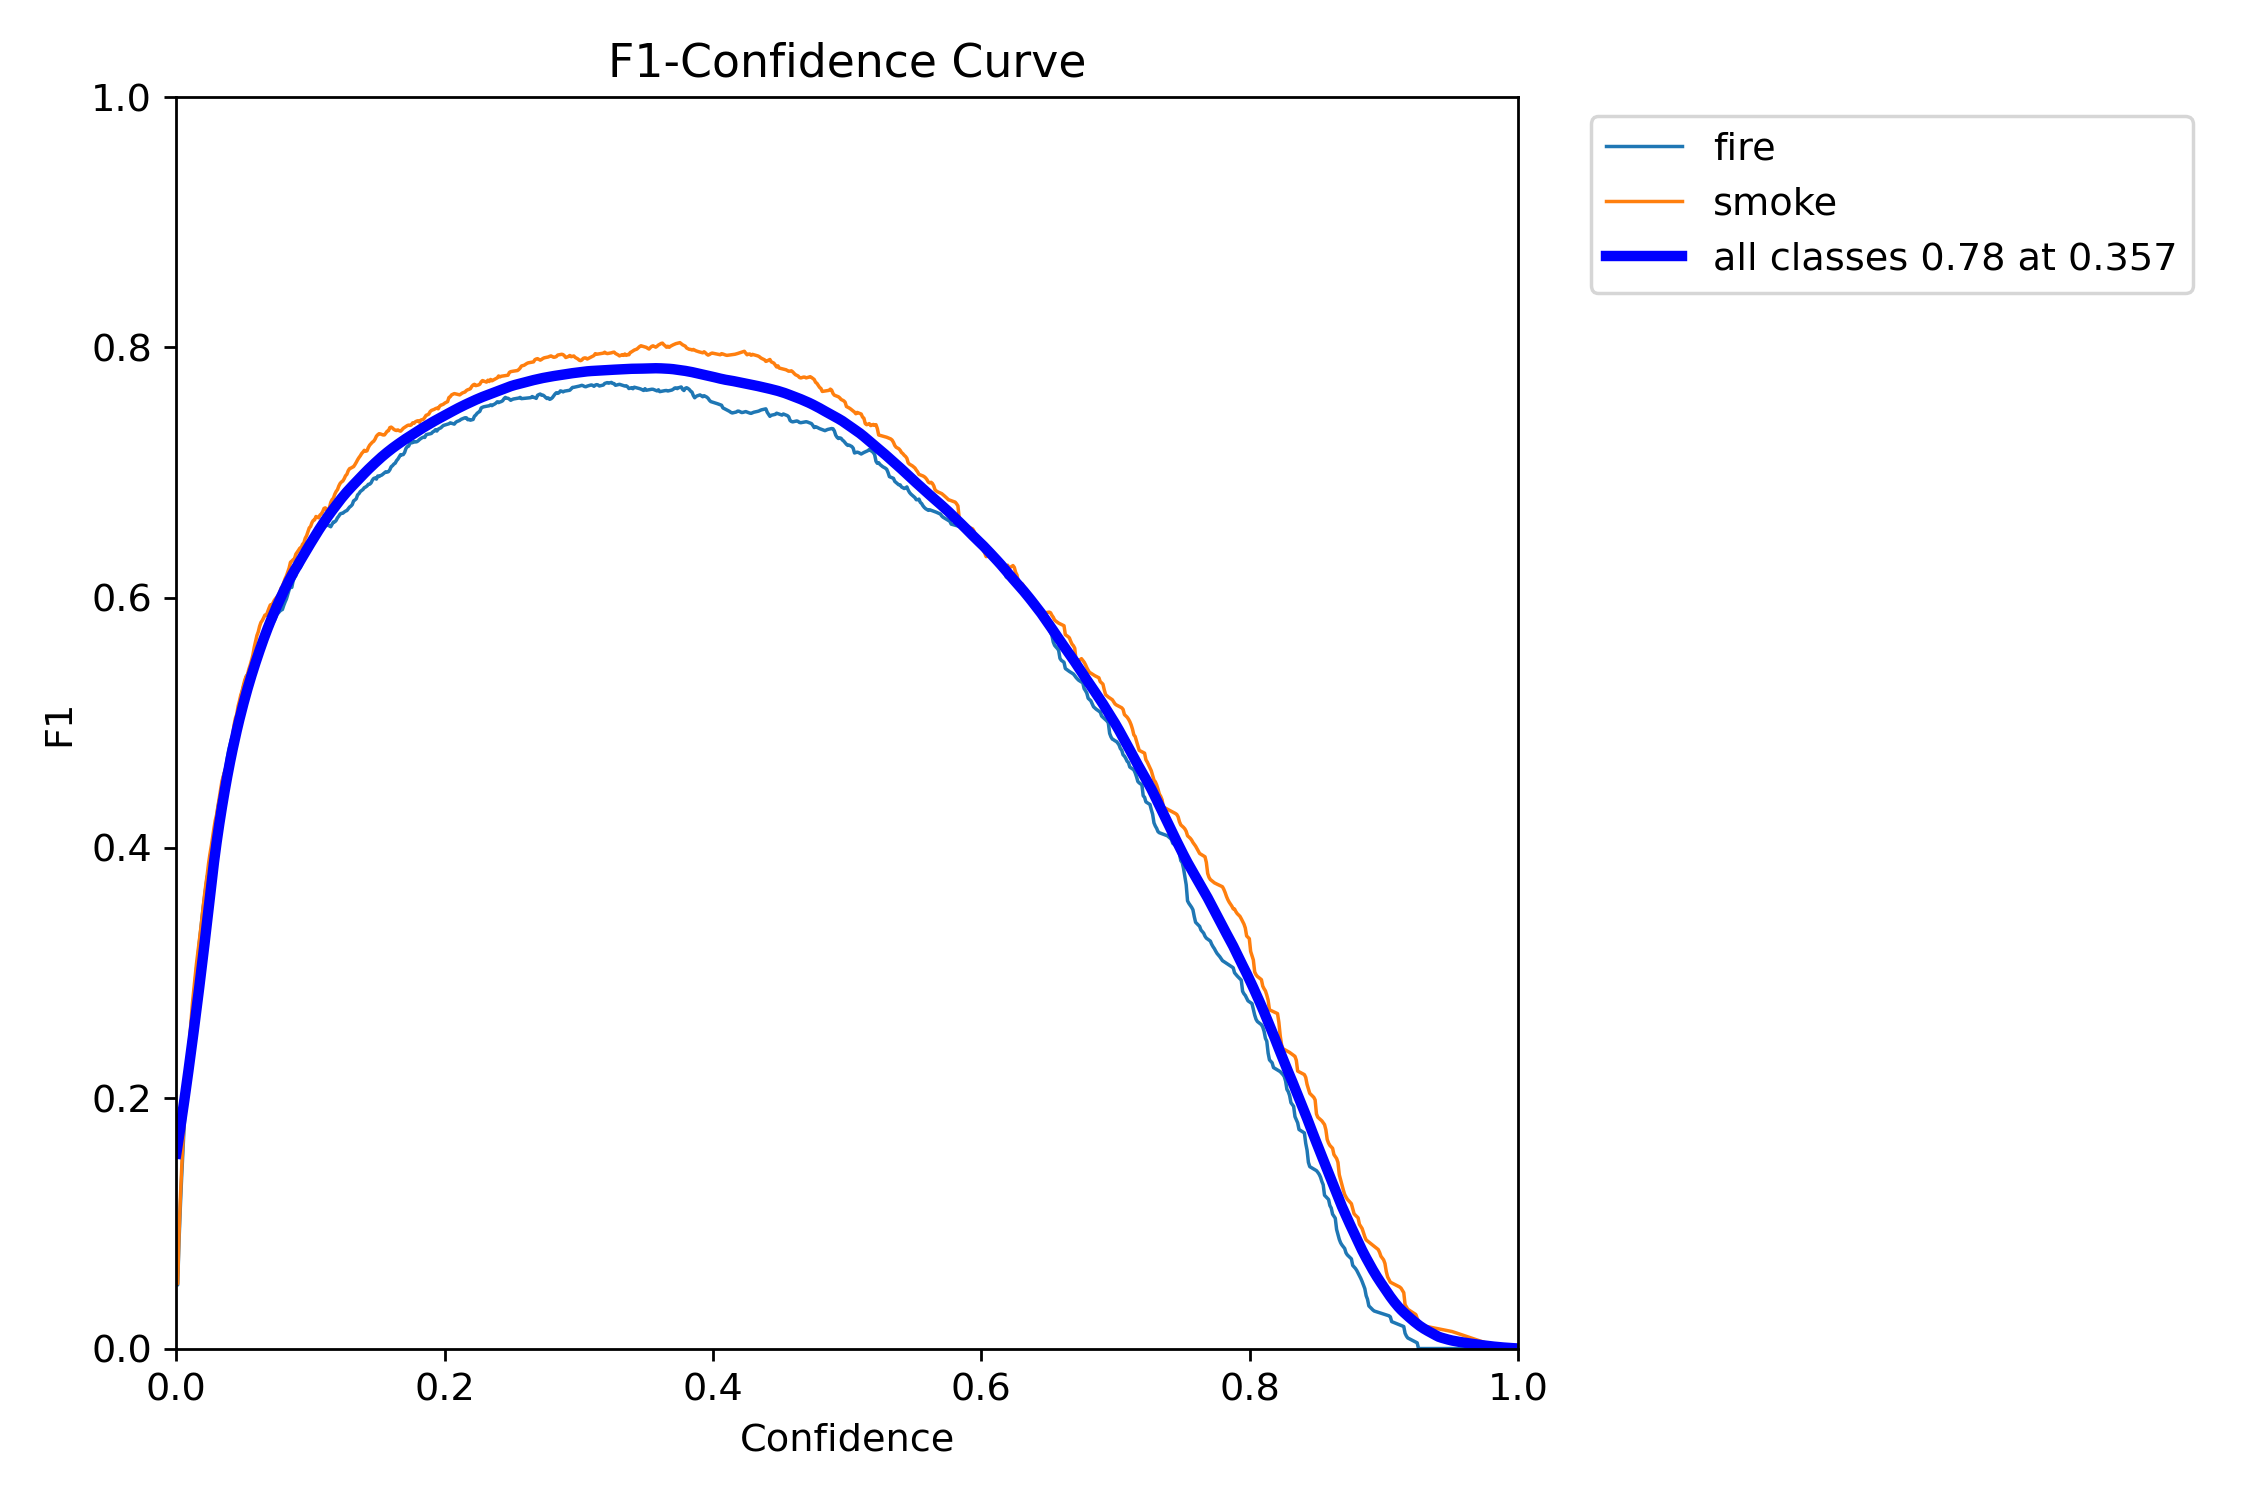 F1-Confidence Curve
1.0
0.8
0.6
0.4
0.2
0.0
F1
0.0 0.2 0.4 0.6 0.8 1.0
Confidence
fire
smoke
all classes 0.78 at 0.357